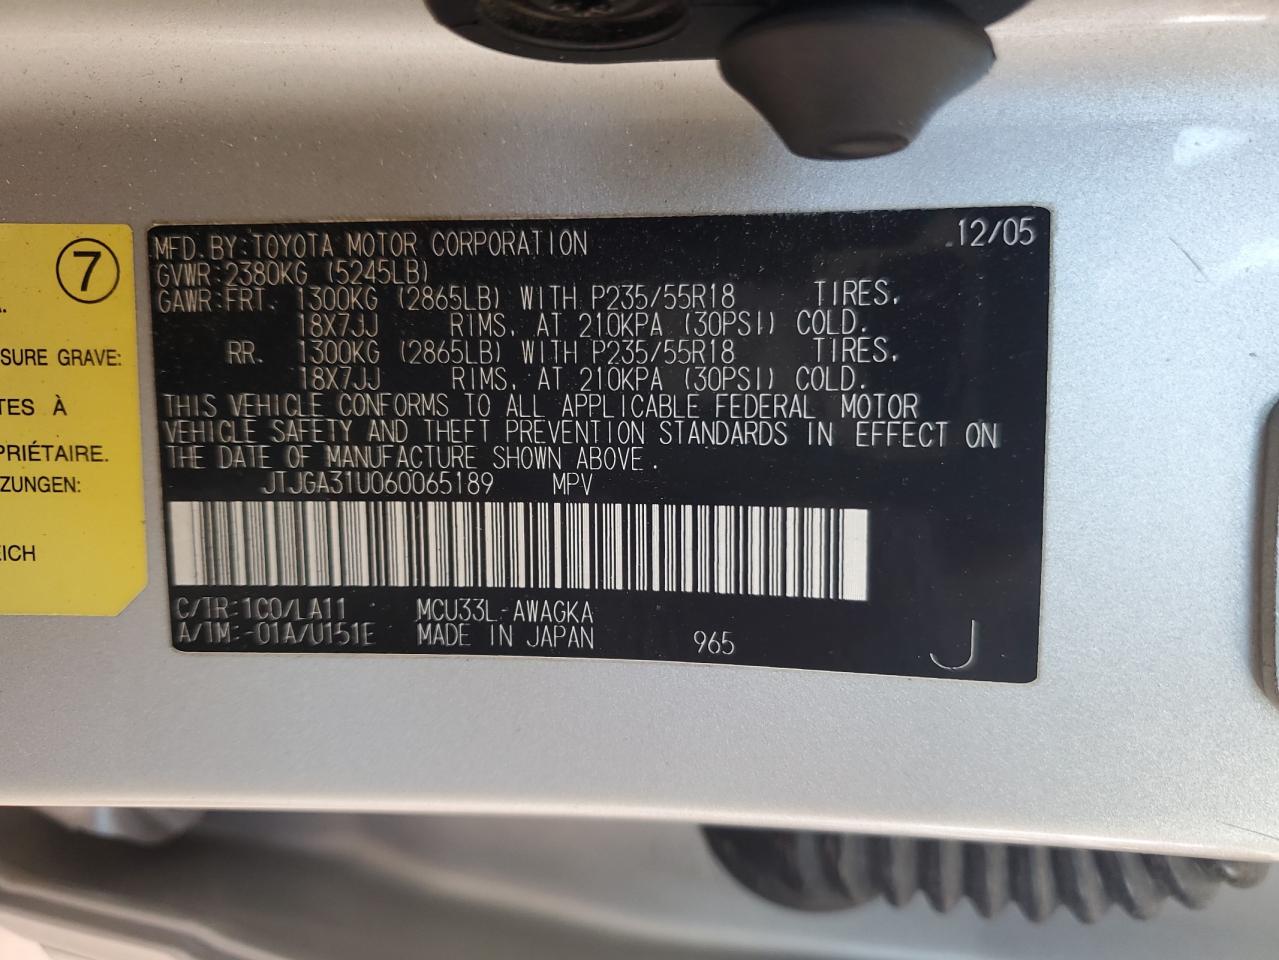 MFD. BY: TOYOTA MOTOR CORPORATION 12/05
GVWR: 2380KG (5245LB)
GAWR: FRT. 1300KG (2865LB) WITH P235/55R18 TIRES,
18X7JJ RIMS, AT 210KPA (30PSI) COLD.
RR. 1300KG (2865LB) WITH P235/55R18 TIRES,
18X7JJ RIMS, AT 210KPA (30PSI) COLD.
THIS VEHICLE CONFORMS TO ALL APPLICABLE FEDERAL MOTOR
VEHICLE SAFETY AND THEFT PREVENTION STANDARDS IN EFFECT ON
THE DATE OF MANUFACTURE SHOWN ABOVE.
JTJGA31U060065189 MPV
C/TR: 1C0/LA11 MCU33L-AWAGKA
A/TM: -01A/U151E MADE IN JAPAN 965 J
7
A.
SURE GRAVE:
TES À
PRIÉTAIRE.
ZUNGEN:
EICH